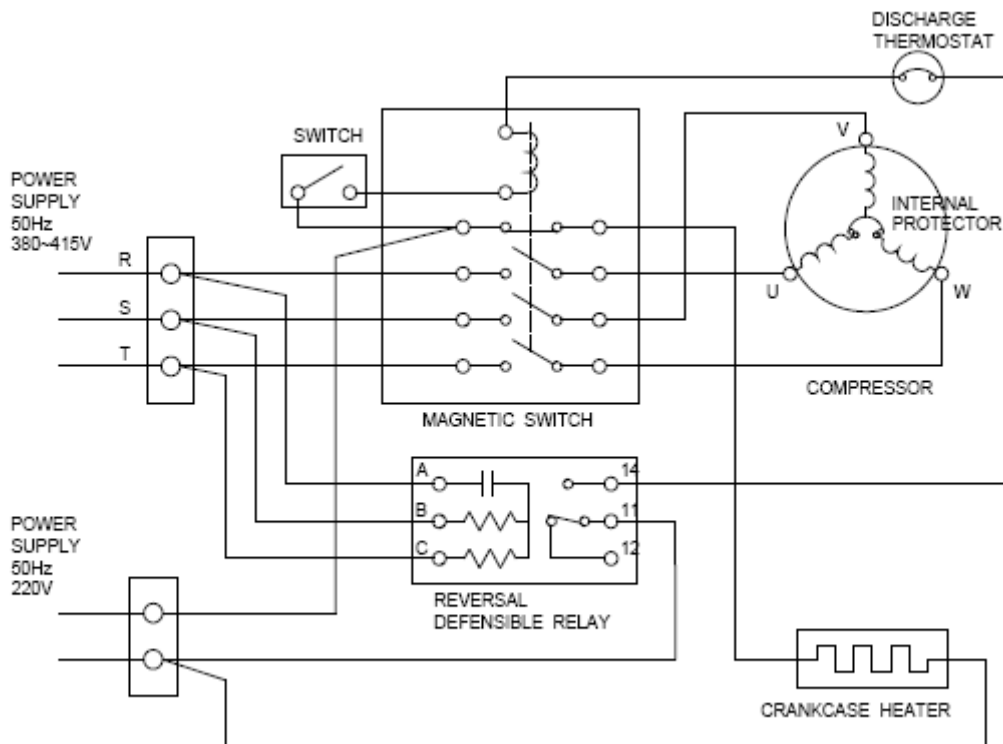 DISCHARGE
THERMOSTAT
SWITCH
V
POWER
SUPPLY
50Hz
380~415V
INTERNAL
PROTECTOR
R
U
W
S
T
COMPRESSOR
MAGNETIC SWITCH
A
14
B
11
C
12
POWER
SUPPLY
50Hz
220V
REVERSAL
DEFENSIBLE RELAY
CRANKCASE HEATER